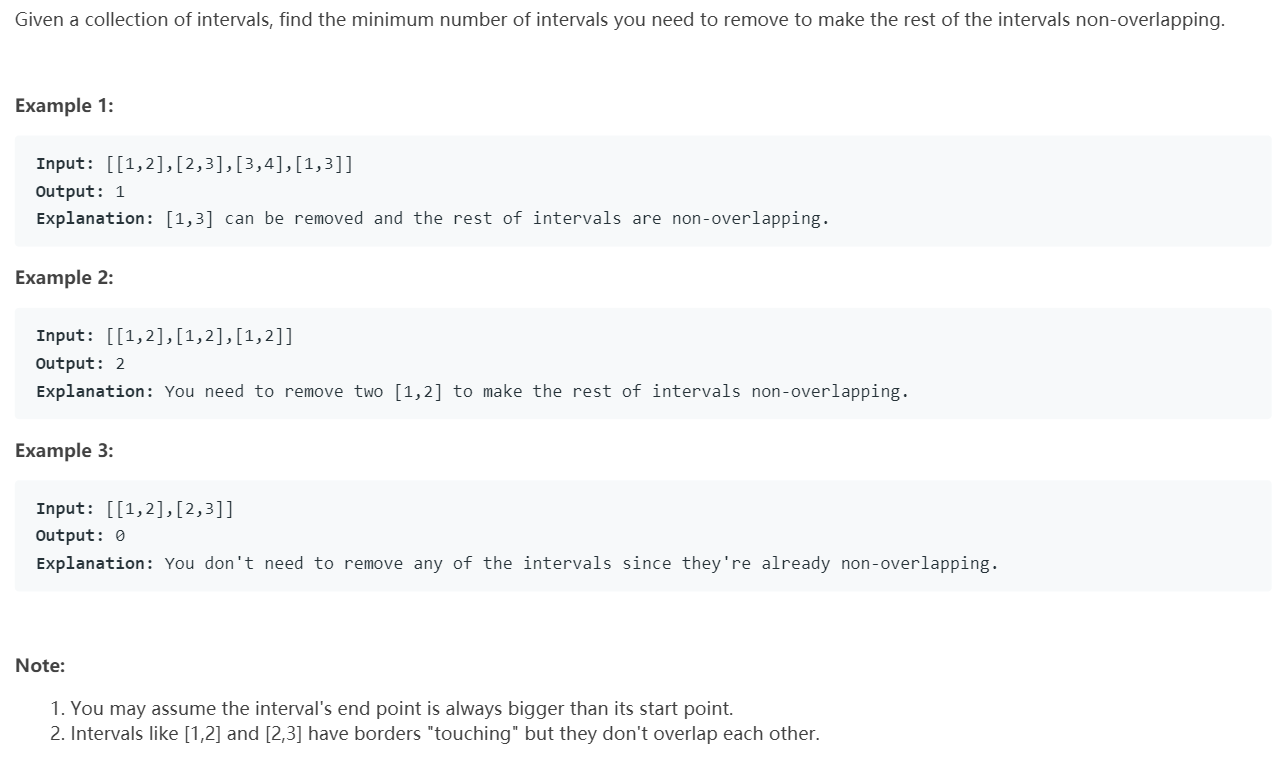 Given a collection of intervals, find the minimum number of intervals you need to remove to make the rest of the intervals non-overlapping.
Example 1:
Input: [[1,2],[2,3],[3,4],[1,3]]
Output: 1
Explanation: [1,3] can be removed and the rest of intervals are non-overlapping.
Example 2:
Input: [[1,2],[1,2],[1,2]]
Output: 2
Explanation: You need to remove two [1,2] to make the rest of intervals non-overlapping.
Example 3:
Input: [[1,2],[2,3]]
Output: 0
Explanation: You don't need to remove any of the intervals since they're already non-overlapping.
Note:
1. You may assume the interval's end point is always bigger than its start point.
2. Intervals like [1,2] and [2,3] have borders "touching" but they don't overlap each other.